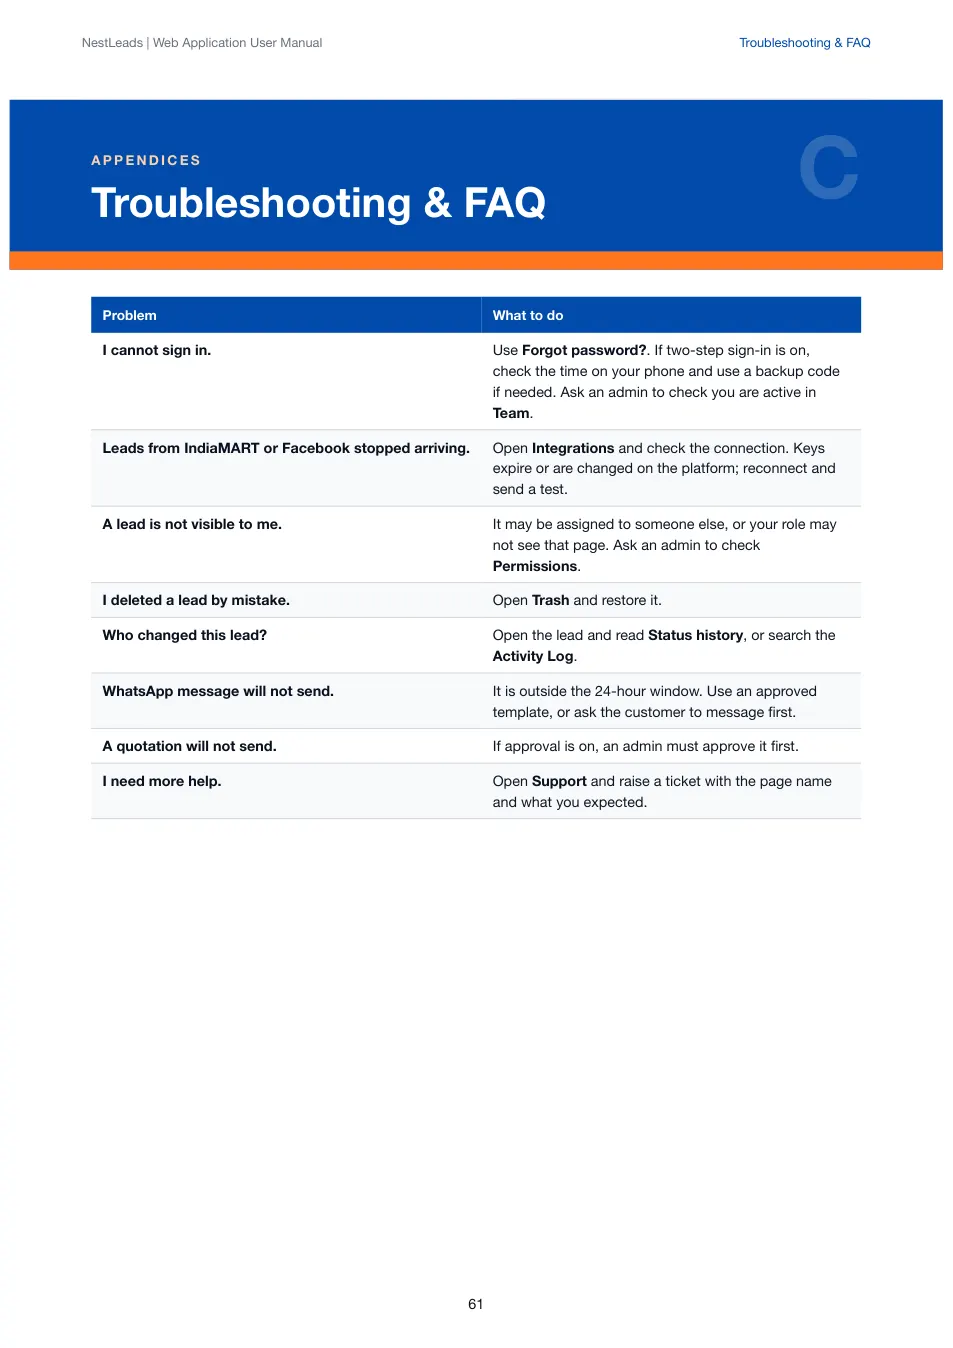 NestLeads | Web Application User Manual
Troubleshooting & FAQ
APPENDICES
C
Troubleshooting & FAQ
Problem
What to do
I cannot sign in.
Use Forgot password?. If two-step sign-in is on,
check the time on your phone and use a backup code
if needed. Ask an admin to check you are active in
Team.
Leads from IndiaMART or Facebook stopped arriving.
Open Integrations and check the connection. Keys
expire or are changed on the platform; reconnect and
send a test.
A lead is not visible to me.
It may be assigned to someone else, or your role may
not see that page. Ask an admin to check
Permissions.
I deleted a lead by mistake.
Open Trash and restore it.
Who changed this lead?
Open the lead and read Status history, or search the
Activity Log.
WhatsApp message will not send.
It is outside the 24-hour window. Use an approved
template, or ask the customer to message first.
A quotation will not send.
If approval is on, an admin must approve it first.
I need more help.
Open Support and raise a ticket with the page name
and what you expected.
61